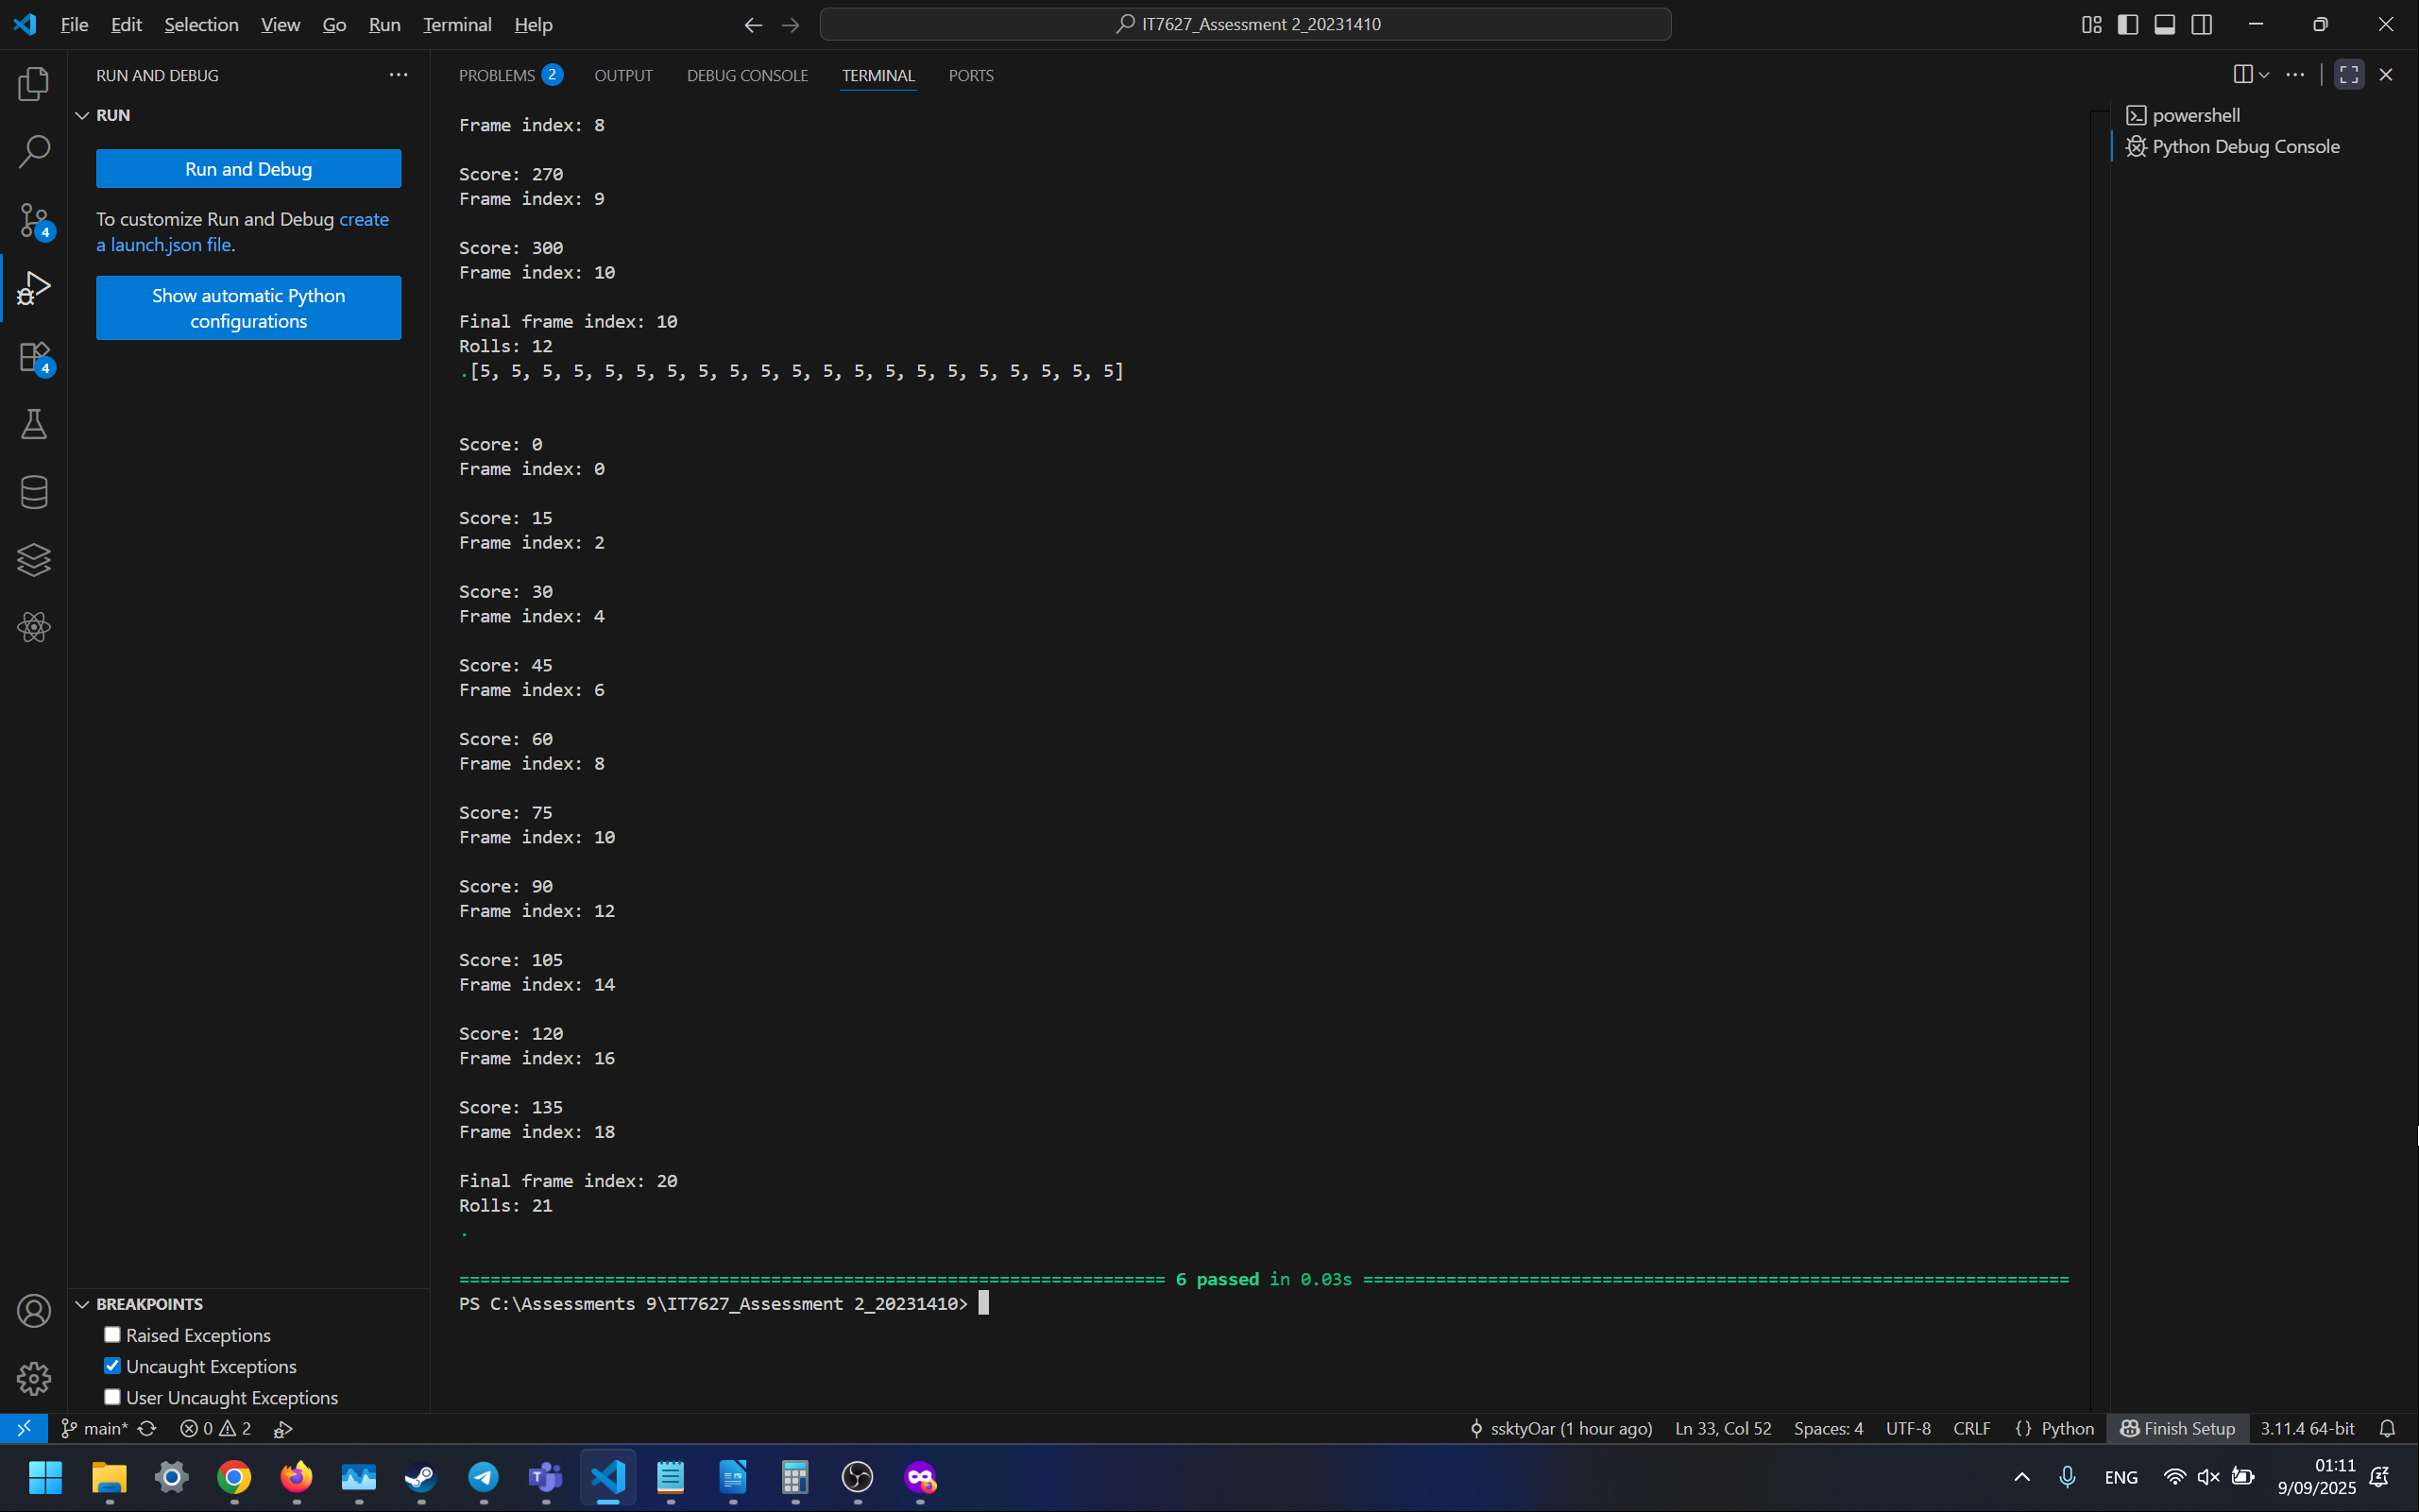 File Edit Selection View Go Run Terminal Help
IT7627_Assessment 2_20231410
RUN AND DEBUG
RUN
Run and Debug
To customize Run and Debug create
a launch.json file.
Show automatic Python
configurations
PROBLEMS 2 OUTPUT DEBUG CONSOLE TERMINAL PORTS
Frame index: 8
Score: 270
Frame index: 9
Score: 300
Frame index: 10
Final frame index: 10
Rolls: 12
.[5, 5, 5, 5, 5, 5, 5, 5, 5, 5, 5, 5, 5, 5, 5, 5, 5, 5, 5, 5, 5]
Score: 0
Frame index: 0
Score: 15
Frame index: 2
Score: 30
Frame index: 4
Score: 45
Frame index: 6
Score: 60
Frame index: 8
Score: 75
Frame index: 10
Score: 90
Frame index: 12
Score: 105
Frame index: 14
Score: 120
Frame index: 16
Score: 135
Frame index: 18
Final frame index: 20
Rolls: 21
.
==================================================================== 6 passed in 0.03s ====================================================================
PS C:\Assessments 9\IT7627_Assessment 2_20231410>
powershell
Python Debug Console
4
4
BREAKPOINTS
Raised Exceptions
Uncaught Exceptions
User Uncaught Exceptions
main* 0 2 ssktyOar (1 hour ago) Ln 33, Col 52 Spaces: 4 UTF-8 CRLF {} Python Finish Setup 3.11.4 64-bit
ENG
01:11
9/09/2025